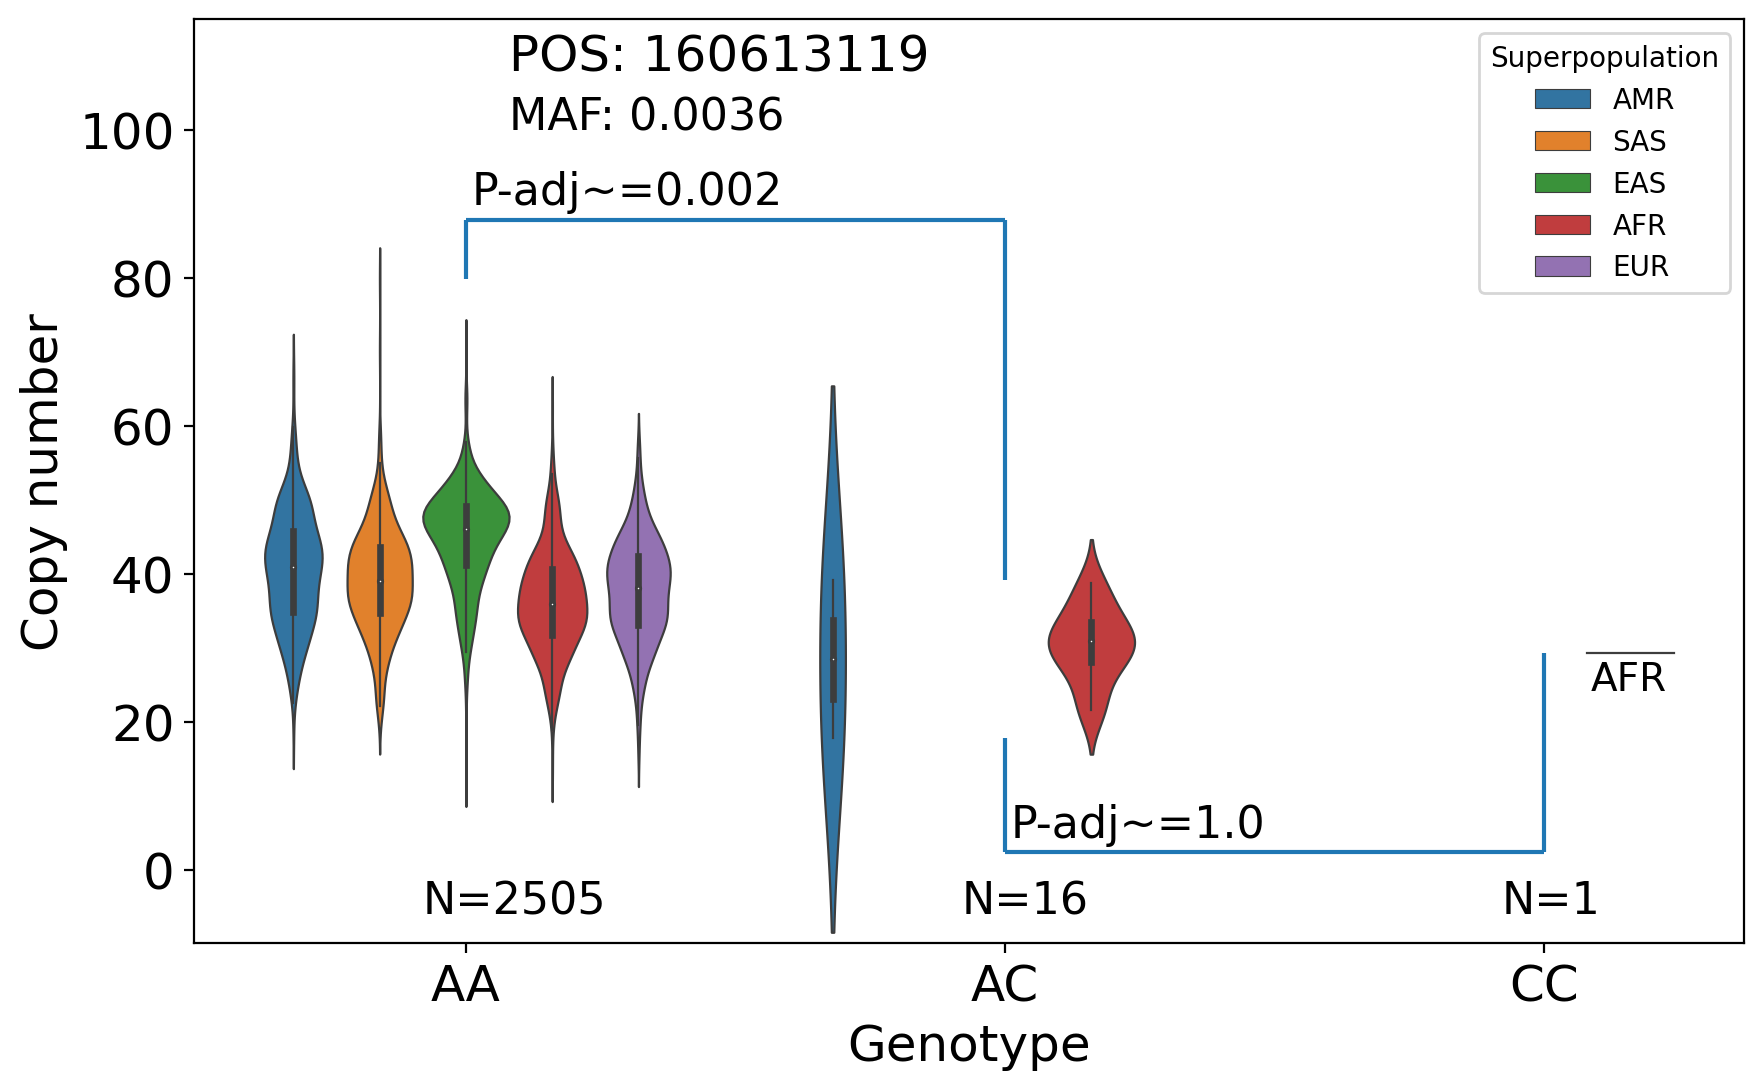 POS: 160613119
MAF: 0.0036
P-adj~=0.002
Superpopulation
AMR
SAS
EAS
AFR
EUR
Copy number
100
80
60
40
20
0
AFR
P-adj~=1.0
N=2505
N=16
N=1
AA
AC
CC
Genotype